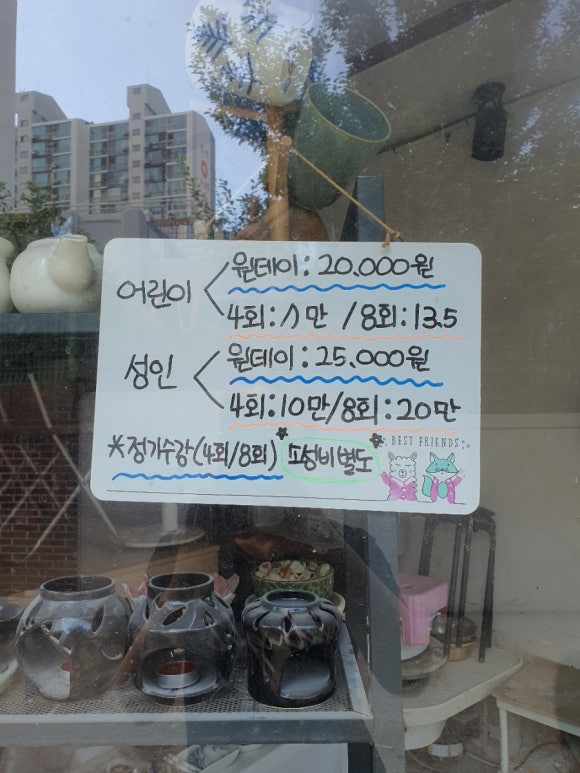 어린이
원데이 : 20.000원
4회 : 만 / 8회 : 13.5
성인
원데이 : 25.000원
4회 : 10만 / 8회 : 20만
*정기수강(4회/8회) 소성비 별도
BEST FRIENDS